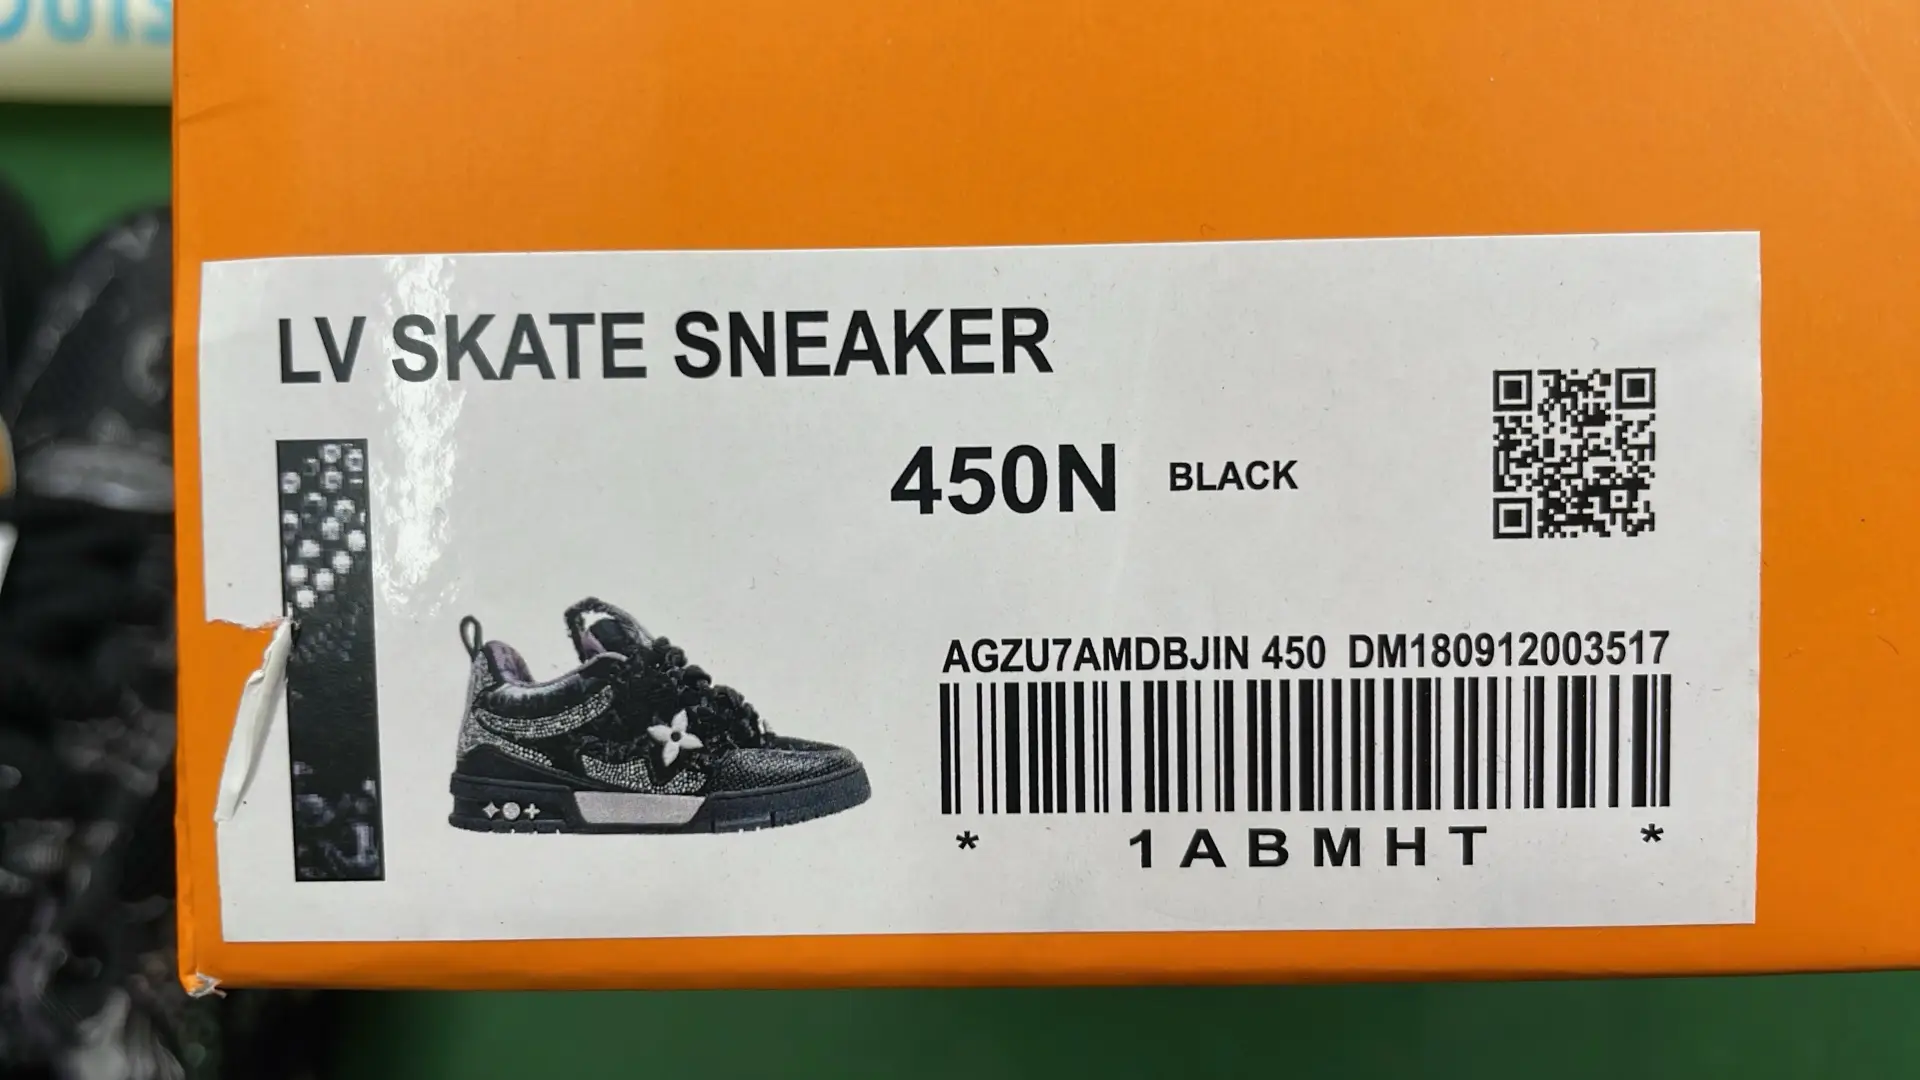 LV SKATE SNEAKER
450N BLACK
AGZU7AMDBJIN 450 DM180912003517
* 1ABMHT *